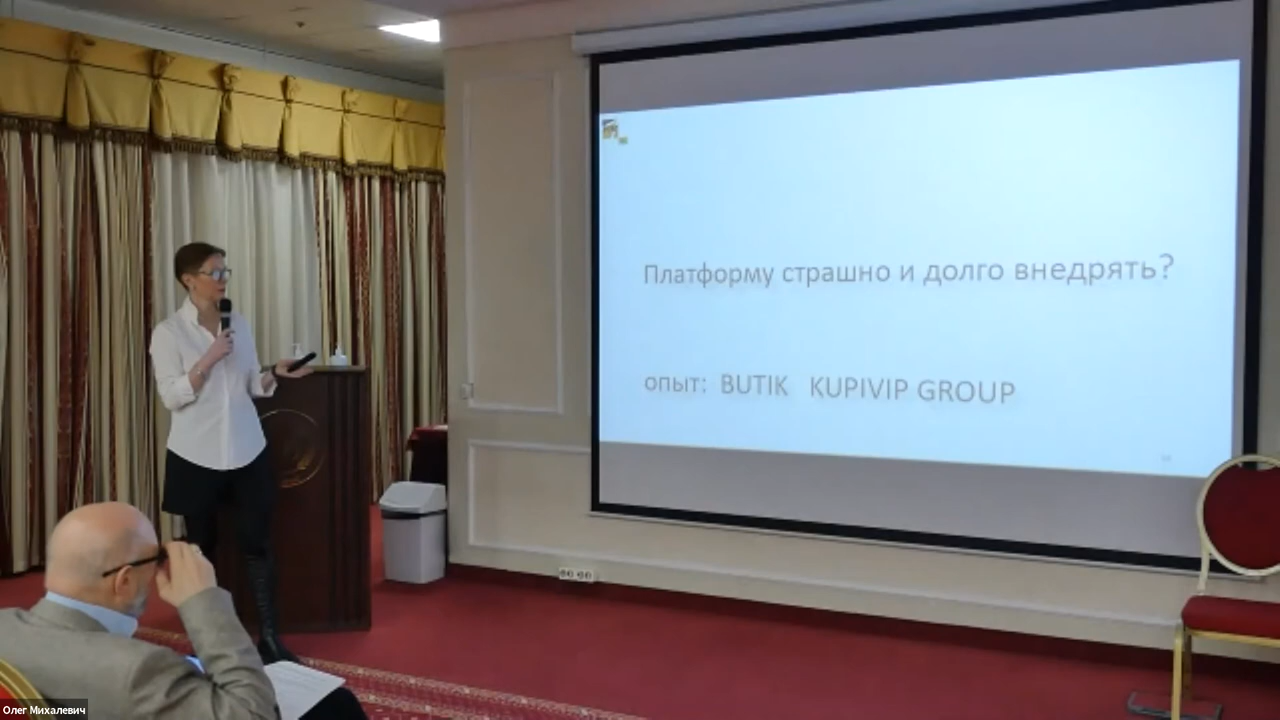 Платформу страшно и долго внедрять?
опыт: BUTIK KUPIVIP GROUP
Олег Михалевич